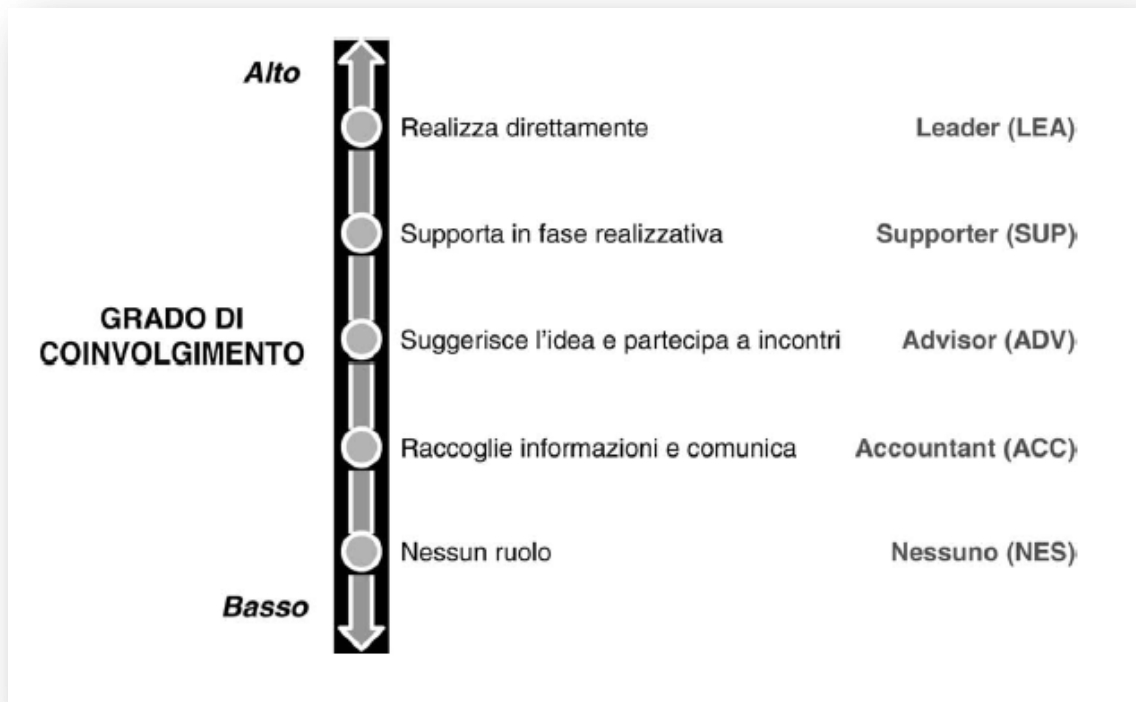 Alto
Realizza direttamente Leader (LEA)
Supporta in fase realizzativa Supporter (SUP)
GRADO DI
COINVOLGIMENTO
Suggerisce l'idea e partecipa a incontri Advisor (ADV)
Raccoglie informazioni e comunica Accountant (ACC)
Nessun ruolo Nessuno (NES)
Basso